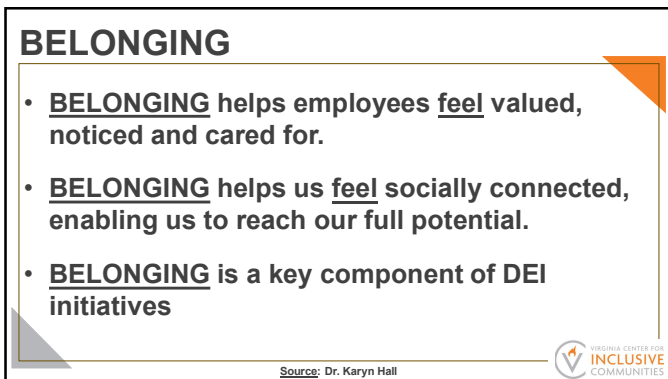 BELONGING
• BELONGING helps employees feel valued,
noticed and cared for.
• BELONGING helps us feel socially connected,
enabling us to reach our full potential.
• BELONGING is a key component of DEI
initiatives
Source: Dr. Karyn Hall
VIRGINIA CENTER FOR
INCLUSIVE
COMMUNITIES